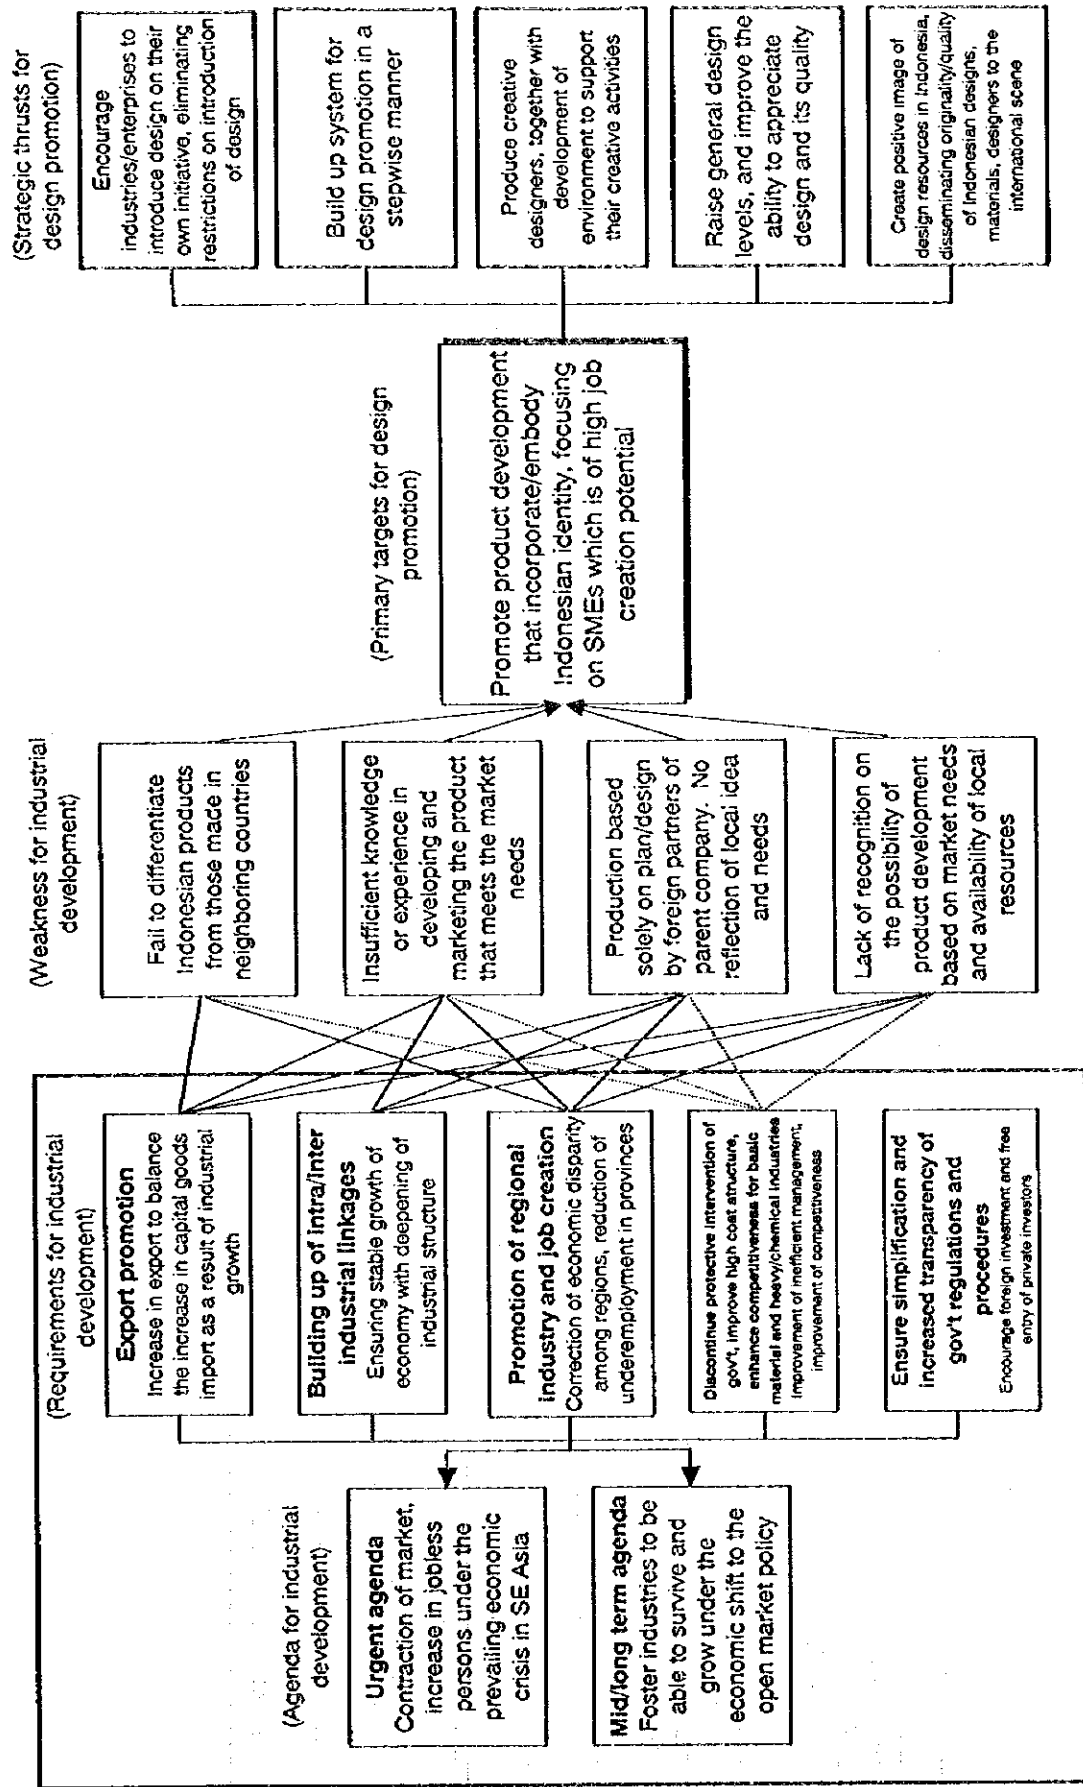 (Agenda for industrial
development)
Urgent agenda
Contraction of market,
increase in jobless
persons under the
prevailing economic
crisis in SE Asia
Mid/long term agenda
Foster industries to be
able to survive and
grow under the
economic shift to the
open market policy
(Requirements for industrial
development)
Export promotion
Increase in export to balance
the increase in capital goods
import as a result of industrial
growth
Building up of intra/inter
industrial linkages
Ensuring stable growth of
economy with deepening of
industrial structure
Promotion of regional
industry and job creation
Correction of economic disparity
among regions, reduction of
underemployment in provinces
Discontinue protective intervention of
gov't, improve high cost structure,
enhance competitiveness for basic
material and heavy/chemical industries
Improvement of inefficient management,
improvement of competitiveness
Ensure simplification and
increased transparency of
gov't regulations and
procedures
Encourage foreign investment and free
entry of private investors
(Weakness for industrial
development)
Fail to differentiate
Indonesian products
from those made in
neighboring countries
Insufficient knowledge
or experience in
developing and
marketing the product
that meets the market
needs
Production based
solely on plan/design
by foreign partners of
parent company. No
reflection of local idea
and needs
Lack of recognition on
the possibility of
product development
based on market needs
and availability of local
resources
(Primary targets for design
promotion)
Promote product development
that incorporate/embody
Indonesian identity, focusing
on SMEs which is of high job
creation potential
(Strategic thrusts for
design promotion)
Encourage
industries/enterprises to
introduce design on their
own initiative, eliminating
restrictions on introduction
of design
Build up system for
design promotion in a
stepwise manner
Produce creative
designers, together with
development of
environment to support
their creative activities
Raise general design
levels, and improve the
ability to appreciate
design and its quality
Create positive image of
design resources in Indonesia,
disseminating originality/quality
of Indonesian designs,
materials, designers to the
international scene